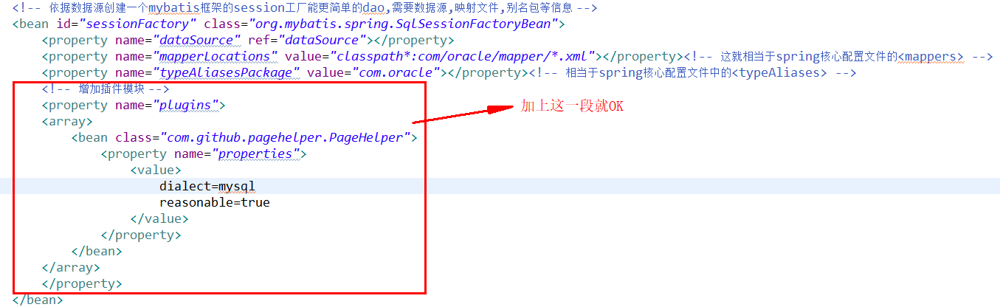 <!-- 依据数据源创建一个mybatis框架的session工厂能更简单的dao,需要数据源,映射文件,别名包等信息 -->
<bean id="sessionFactory" class="org.mybatis.spring.SqlSessionFactoryBean">
<property name="dataSource" ref="dataSource"></property>
<property name="mapperLocations" value="classpath*:com/oracle/mapper/*.xml"></property><!-- 这就相当于spring核心配置文件的<mappers> -->
<property name="typeAliasesPackage" value="com.oracle"></property><!-- 相当于spring核心配置文件中的<typeAliases> -->
<!-- 增加插件模块 -->
<property name="plugins">
加上这一段就OK
<array>
<bean class="com.github.pagehelper.PageHelper">
<property name="properties">
<value>
dialect=mysql
reasonable=true
</value>
</property>
</bean>
</array>
</property>
</bean>